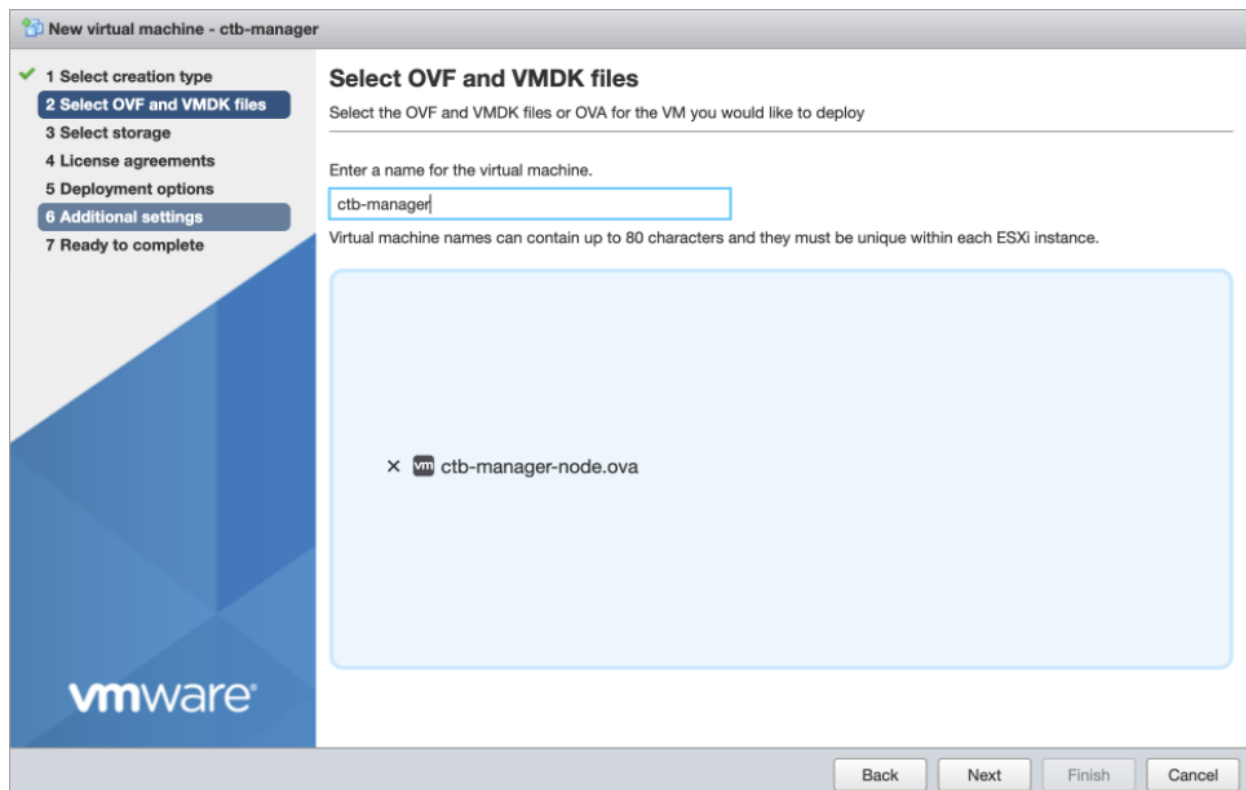 New virtual machine - ctb-manager
1 Select creation type
2 Select OVF and VMDK files
3 Select storage
4 License agreements
5 Deployment options
6 Additional settings
7 Ready to complete
Select OVF and VMDK files
Select the OVF and VMDK files or OVA for the VM you would like to deploy
Enter a name for the virtual machine.
ctb-manager
Virtual machine names can contain up to 80 characters and they must be unique within each ESXi instance.
× vm ctb-manager-node.ova
vmware®
Back Next Finish Cancel